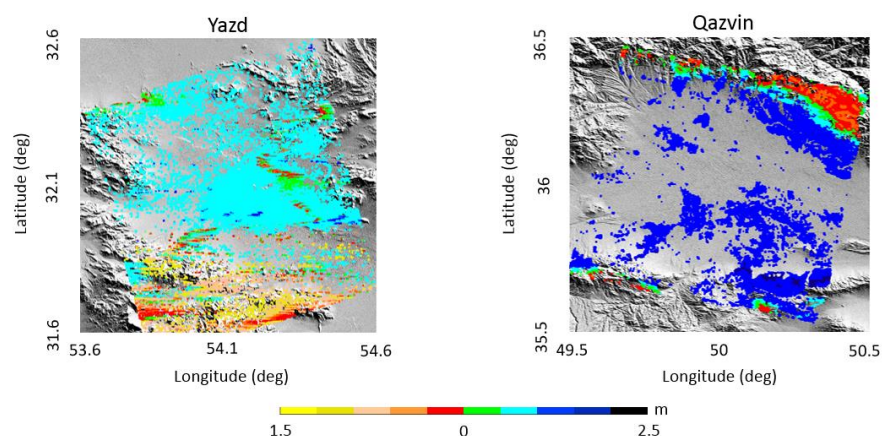 Yazd
32.6
32.1
31.6
Latitude (deg)
53.6 54.1 54.6
Longitude (deg)
Qazvin
36.5
36
35.5
Latitude (deg)
49.5 50 50.5
Longitude (deg)
m
1.5 0 2.5